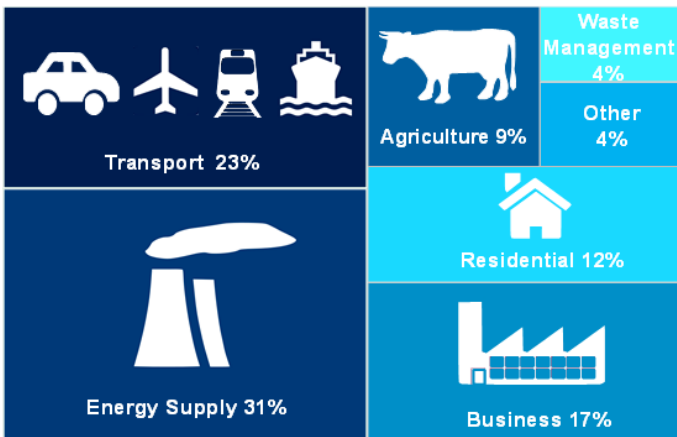 Transport 23%
Agriculture 9%
Waste
Management
4%
Other
4%
Energy Supply 31%
Residential 12%
Business 17%